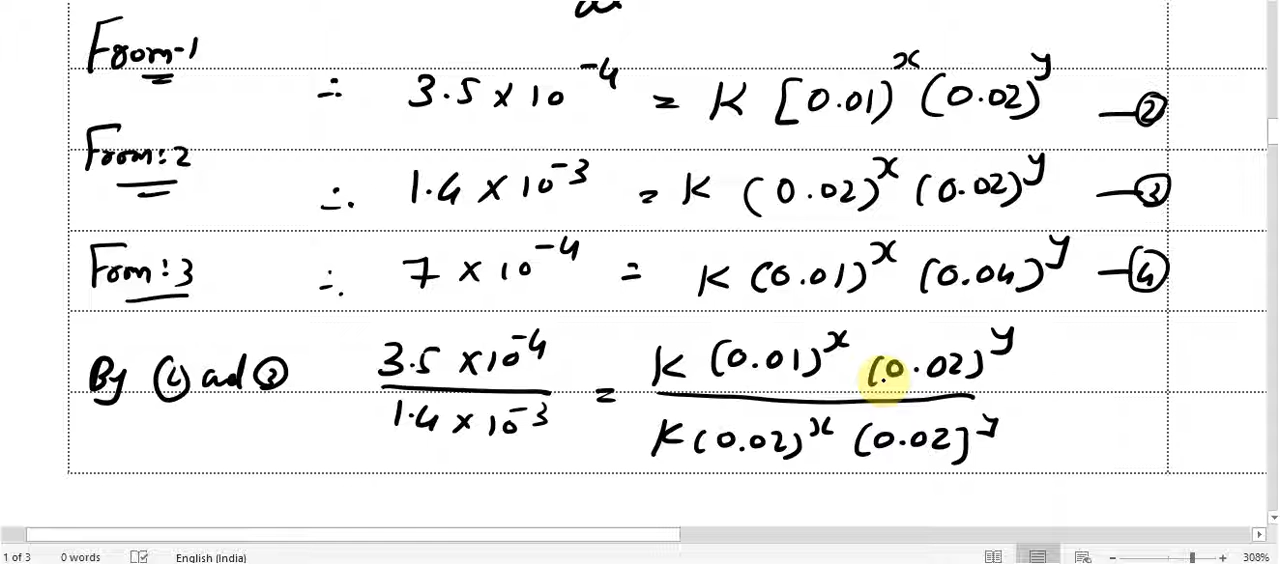 From-1
∴ 3.5 × 10⁻⁴ = K [0.01)ˣ (0.02)ʸ —②
From:2
∴ 1.4 × 10⁻³ = K (0.02)ˣ (0.02)ʸ —③
From:3
∴ 7 × 10⁻⁴ = K (0.01)ˣ (0.04)ʸ —④
3.5 × 10⁻⁴ K (0.01)ˣ (0.02)ʸ
By ad =
1.4 × 10⁻³ K (0.02)ˣ (0.02]ʸ
1 of 3 0 words English (India) 308%